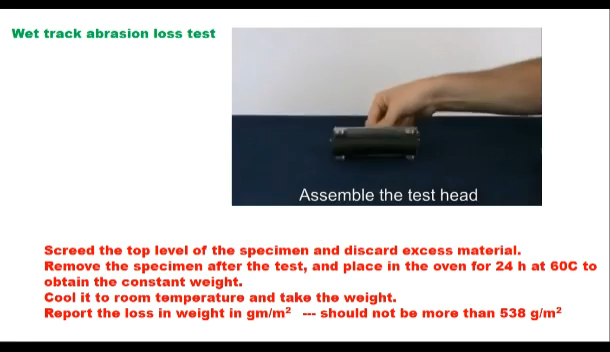 Wet track abrasion loss test
Assemble the test head
Screed the top level of the specimen and discard excess material.
Remove the specimen after the test, and place in the oven for 24 h at 60C to
obtain the constant weight.
Cool it to room temperature and take the weight.
Report the loss in weight in gm/m² --- should not be more than 538 g/m²